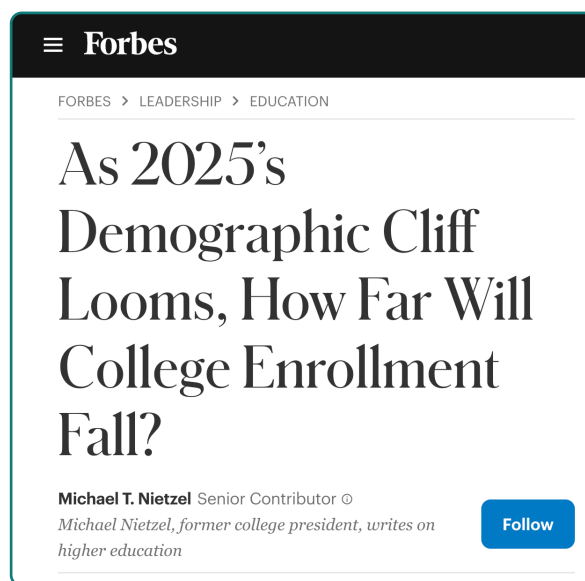 Forbes
FORBES > LEADERSHIP > EDUCATION
As 2025’s
Demographic Cliff
Looms, How Far Will
College Enrollment
Fall?
Michael T. Nietzel Senior Contributor
Michael Nietzel, former college president, writes on
higher education
Follow